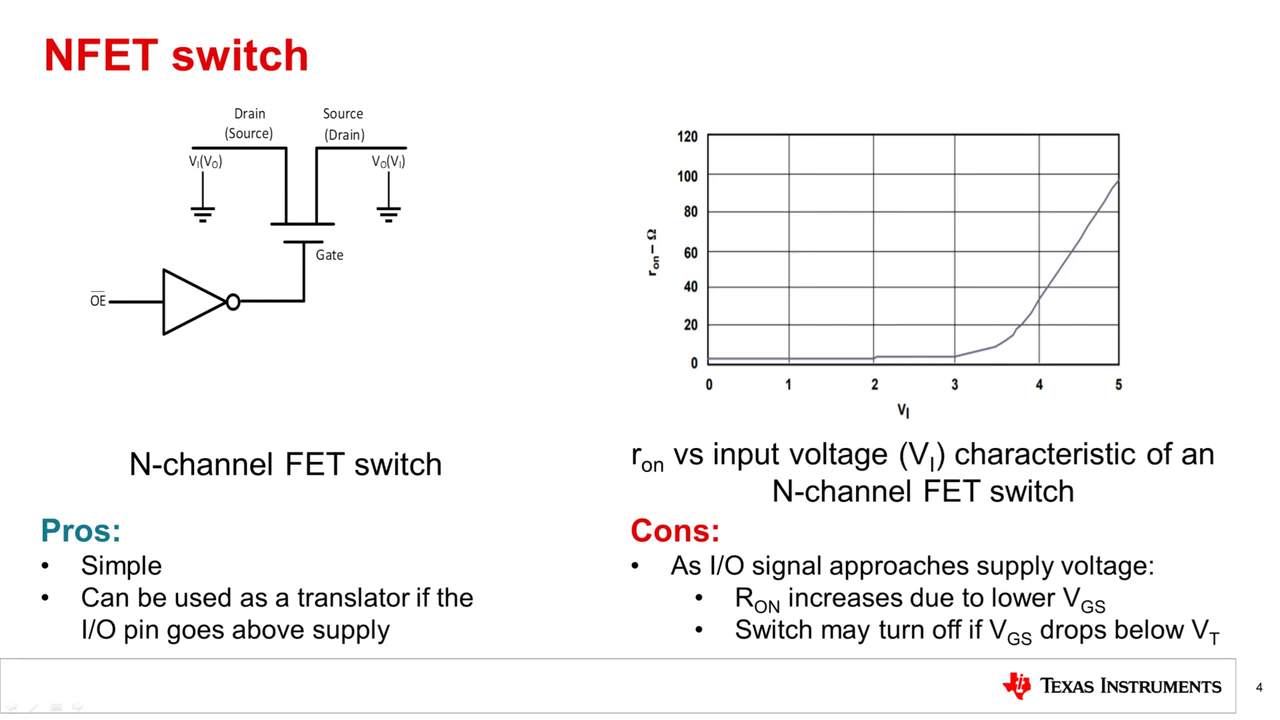 NFET switch
Drain
(Source)
Source
(Drain)
VI(VO)
VO(VI)
Gate
O̅E̅
120
100
80
60
40
20
0
ron – Ω
0 1 2 3 4 5
VI
N-channel FET switch
ron vs input voltage (VI) characteristic of an
N-channel FET switch
Pros:
• Simple
• Can be used as a translator if the
I/O pin goes above supply
Cons:
• As I/O signal approaches supply voltage:
• RON increases due to lower VGS
• Switch may turn off if VGS drops below VT
TEXAS INSTRUMENTS
4